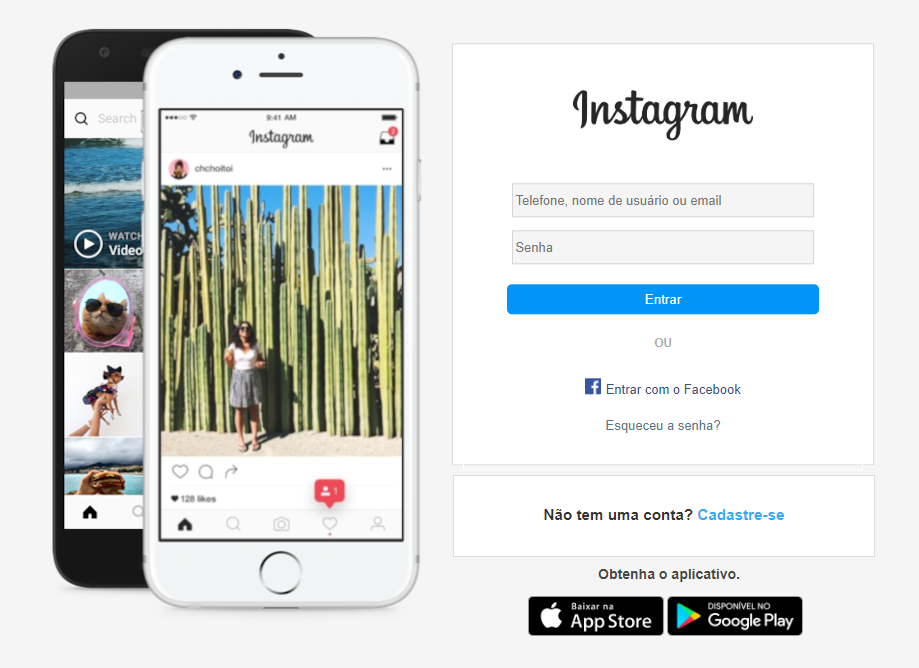 Search
WATCH
Video
9:41 AM
Instagram
2
chchoitoi
128 likes
1
Instagram
Telefone, nome de usuário ou email
Senha
Entrar
OU
Entrar com o Facebook
Esqueceu a senha?
Não tem uma conta? Cadastre-se
Obtenha o aplicativo.
Baixar na
App Store
DISPONÍVEL NO
Google Play